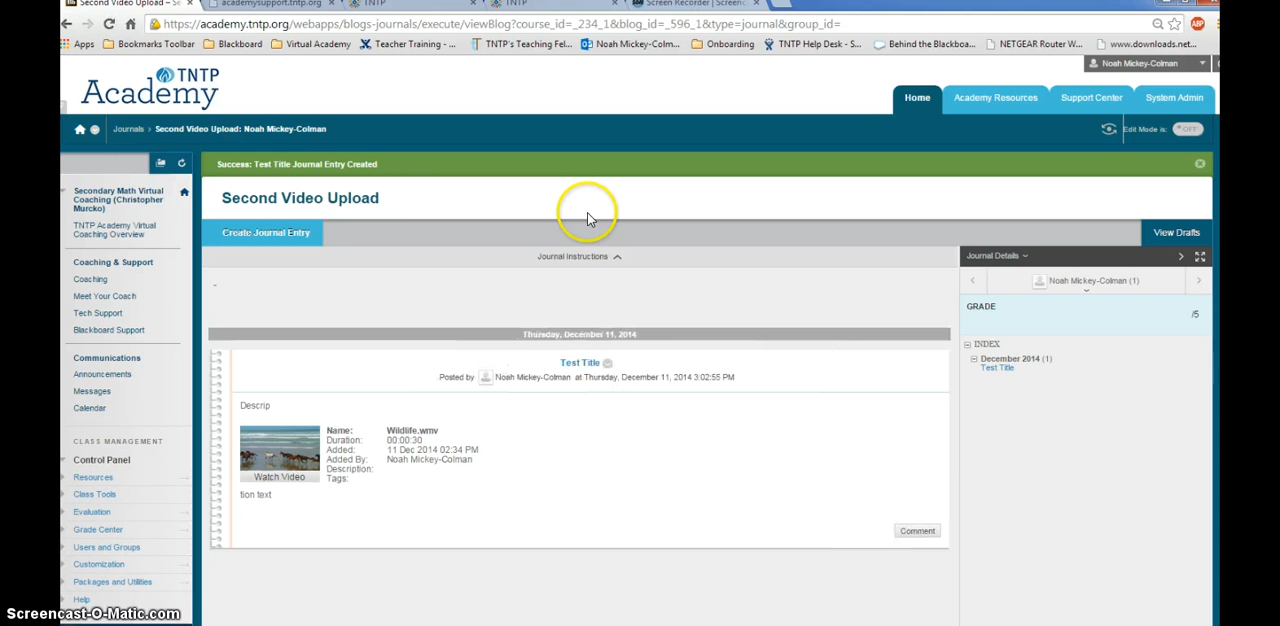 Second Video Upload – Se
academysupport.tntp.org
TNTP
TNTP
Screen Recorder | Screenc
https://academy.tntp.org/webapps/blogs-journals/execute/viewBlog?course_id=_234_1&blog_id=_596_1&type=journal&group_id=
ABP
Apps Bookmarks Toolbar Blackboard Virtual Academy Teacher Training - ... TNTP's Teaching Fel... Noah Mickey-Colm... Onboarding TNTP Help Desk - S... Behind the Blackboa... NETGEAR Router W... www.downloads.net...
Noah Mickey-Colman
TNTP
Academy
Home Academy Resources Support Center System Admin
Journals > Second Video Upload: Noah Mickey-Colman
Edit Mode is: OFF
Success: Test Title Journal Entry Created
Secondary Math Virtual
Coaching (Christopher
Murcko)
TNTP Academy Virtual
Coaching Overview
Coaching & Support
Coaching
Meet Your Coach
Tech Support
Blackboard Support
Communications
Announcements
Messages
Calendar
CLASS MANAGEMENT
Control Panel
Resources
Class Tools
Evaluation
Grade Center
Users and Groups
Customization
Packages and Utilities
Help
Second Video Upload
Create Journal Entry
View Drafts
Journal Instructions
-
Thursday, December 11, 2014
Test Title
Posted by Noah Mickey-Colman at Thursday, December 11, 2014 3:02:55 PM
Descrip
Name: Wildlife.wmv
Duration: 00:00:30
Added: 11 Dec 2014 02:34 PM
Added By: Noah Mickey-Colman
Description:
Tags:
Watch Video
tion text
Comment
Journal Details
Noah Mickey-Colman (1)
GRADE
/5
INDEX
December 2014 (1)
Test Title
Screencast-O-Matic.com